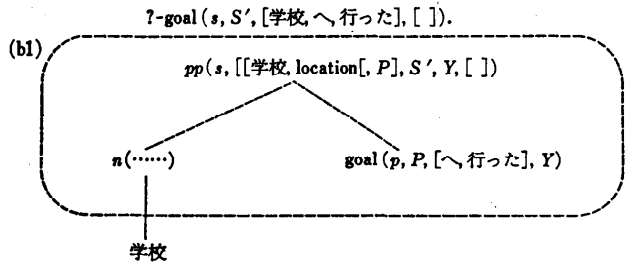 ?-goal(s, S′, [学校, へ, 行った], [ ]).
(b1)
pp(s, [[学校, location[, P], S′, Y, [ ])
n(……) goal(p, P, [へ, 行った], Y)
学校